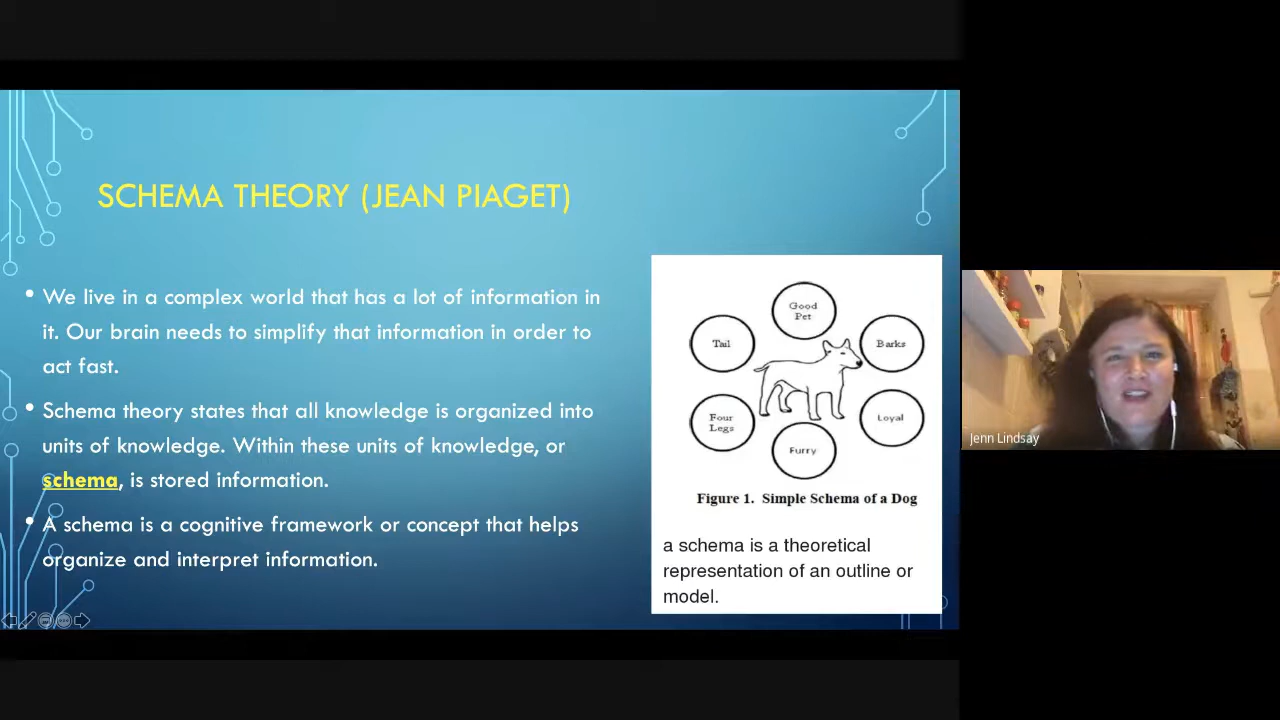 SCHEMA THEORY (JEAN PIAGET)
• We live in a complex world that has a lot of information in
it. Our brain needs to simplify that information in order to
act fast.
• Schema theory states that all knowledge is organized into
units of knowledge. Within these units of knowledge, or
schema, is stored information.
• A schema is a cognitive framework or concept that helps
organize and interpret information.
Good
Pet
Tail
Barks
Four
Legs
Loyal
Furry
Figure 1. Simple Schema of a Dog
a schema is a theoretical
representation of an outline or
model.
Jenn Lindsay